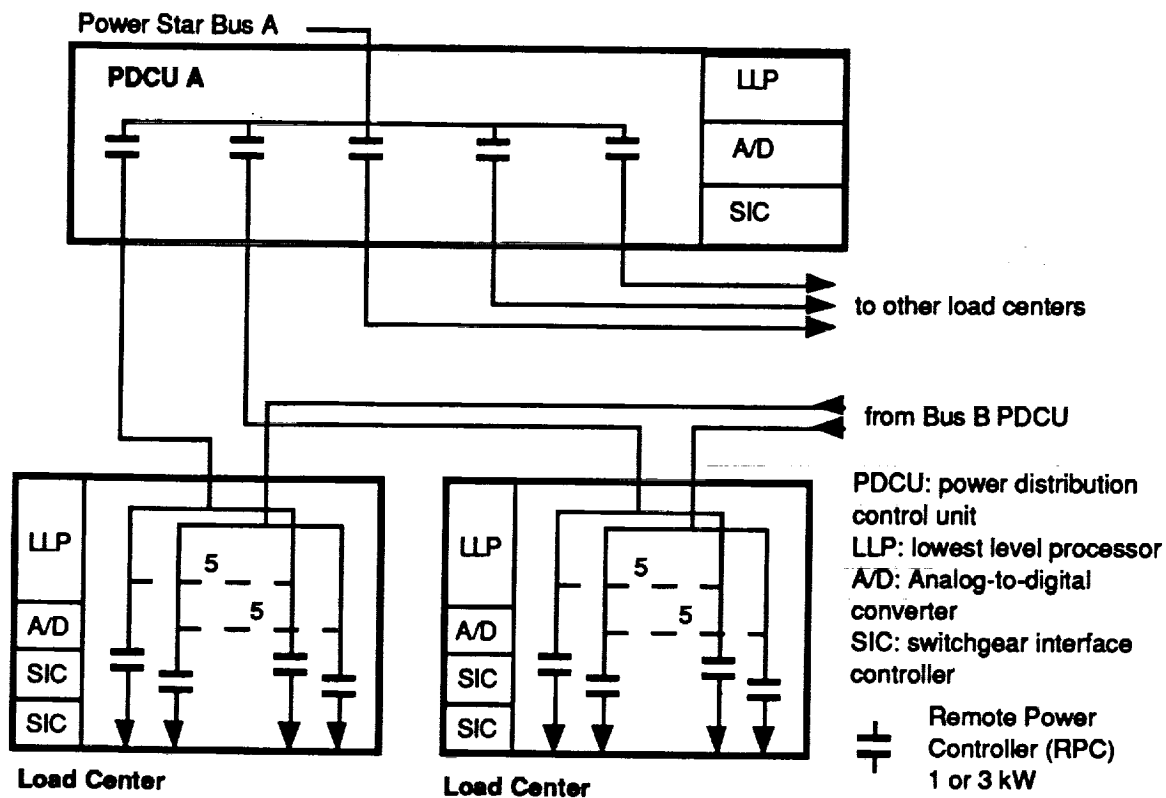 Power Star Bus A
PDCU A
LLP
A/D
SIC
to other load centers
from Bus B PDCU
LLP
A/D
SIC
SIC
5
5
Load Center
LLP
A/D
SIC
SIC
5
5
Load Center
PDCU: power distribution
control unit
LLP: lowest level processor
A/D: Analog-to-digital
converter
SIC: switchgear interface
controller
Remote Power
Controller (RPC)
1 or 3 kW